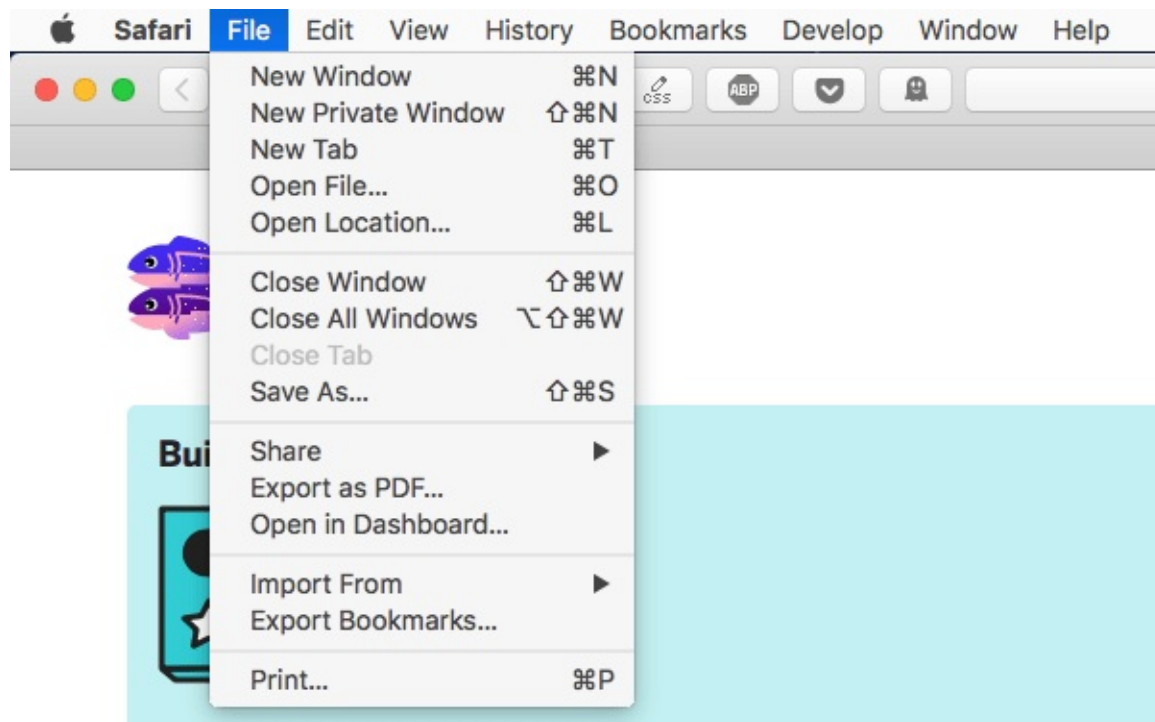 Safari File Edit View History Bookmarks Develop Window Help
New Window ⌘N
css ABP
New Private Window ⇧⌘N
New Tab ⌘T
Open File... ⌘O
Open Location... ⌘L
Close Window ⇧⌘W
Close All Windows ⌥⇧⌘W
Close Tab
Save As... ⇧⌘S
Share ▶
Bui
Export as PDF...
Open in Dashboard...
Import From ▶
Export Bookmarks...
Print... ⌘P